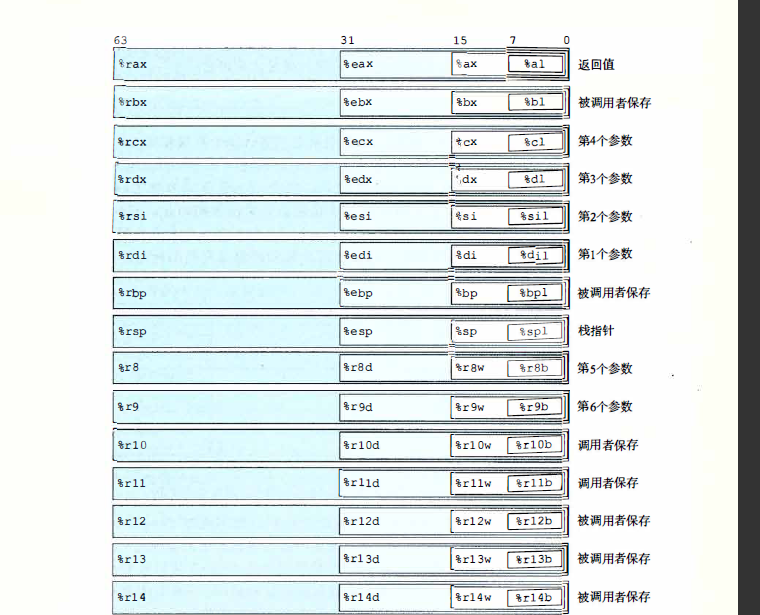 63 31 15 7 0
%rax %eax %ax %al 返回值
%rbx %ebx %bx %bl 被调用者保存
%rcx %ecx %cx %cl 第4个参数
%rdx %edx %dx %dl 第3个参数
%rsi %esi %si %sil 第2个参数
%rdi %edi %di %dil 第1个参数
%rbp %ebp %bp %bpl 被调用者保存
%rsp %esp %sp %spl 栈指针
%r8 %r8d %r8w %r8b 第5个参数
%r9 %r9d %r9w %r9b 第6个参数
%r10 %r10d %r10w %r10b 调用者保存
%r11 %r11d %r11w %r11b 调用者保存
%r12 %r12d %r12w %r12b 被调用者保存
%r13 %r13d %r13w %r13b 被调用者保存
%r14 %r14d %r14w %r14b 被调用者保存